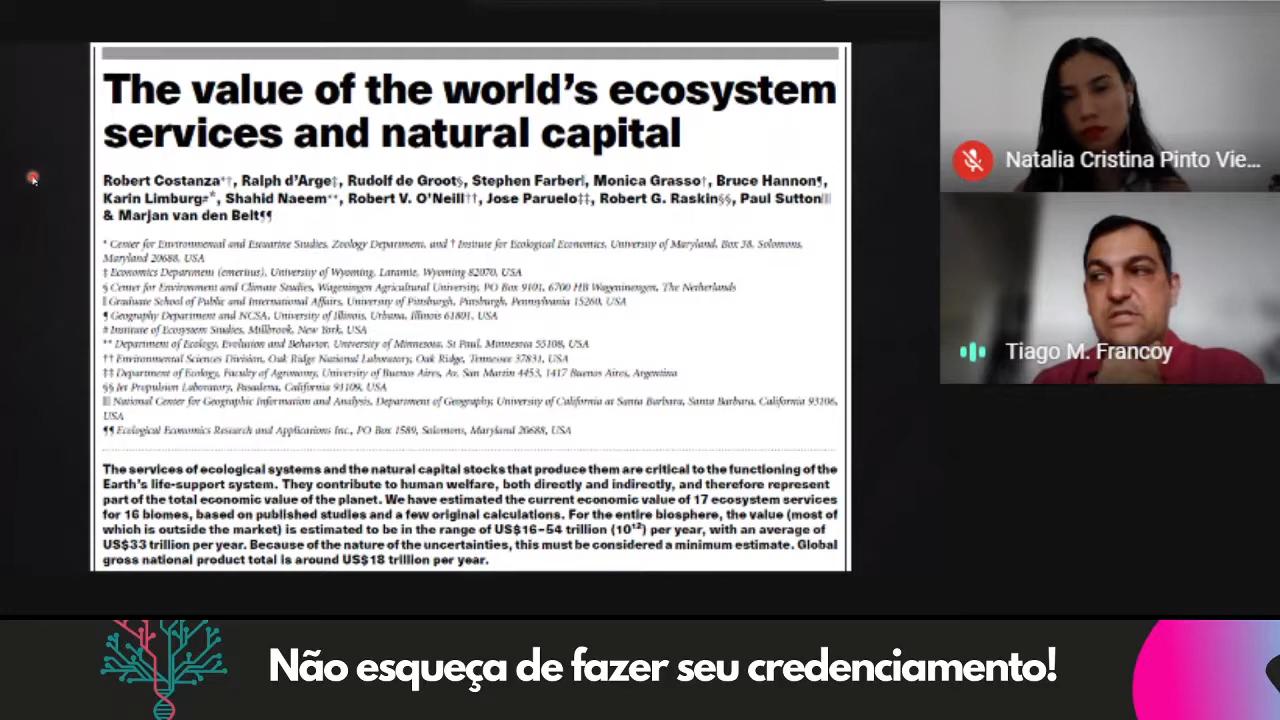 The value of the world's ecosystem
services and natural capital
Robert Costanza*†, Ralph d'Arge‡, Rudolf de Groot§, Stephen Farber‖, Monica Grasso†, Bruce Hannon¶,
Karin Limburg#*, Shahid Naeem**, Robert V. O'Neill††, Jose Paruelo‡‡, Robert G. Raskin§§, Paul Sutton‖‖
& Marjan van den Belt¶¶
* Center for Environmental and Estuarine Studies, Zoology Department, and † Institute for Ecological Economics, University of Maryland, Box 38, Solomons,
Maryland 20688, USA
‡ Economics Department (emeritus), University of Wyoming, Laramie, Wyoming 82070, USA
§ Center for Environment and Climate Studies, Wageningen Agricultural University, PO Box 9101, 6700 HB Wageninengen, The Netherlands
‖ Graduate School of Public and International Affairs, University of Pittsburgh, Pittsburgh, Pennsylvania 15260, USA
¶ Geography Department and NCSA, University of Illinois, Urbana, Illinois 61801, USA
# Institute of Ecosystem Studies, Millbrook, New York, USA
** Department of Ecology, Evolution and Behavior, University of Minnesota, St Paul, Minnesota 55108, USA
†† Environmental Sciences Division, Oak Ridge National Laboratory, Oak Ridge, Tennessee 37831, USA
‡‡ Department of Ecology, Faculty of Agronomy, University of Buenos Aires, Av. San Martin 4453, 1417 Buenos Aires, Argentina
§§ Jet Propulsion Laboratory, Pasadena, California 91109, USA
‖‖ National Center for Geographic Information and Analysis, Department of Geography, University of California at Santa Barbara, Santa Barbara, California 93106,
USA
¶¶ Ecological Economics Research and Applications Inc., PO Box 1589, Solomons, Maryland 20688, USA
The services of ecological systems and the natural capital stocks that produce them are critical to the functioning of the
Earth's life-support system. They contribute to human welfare, both directly and indirectly, and therefore represent
part of the total economic value of the planet. We have estimated the current economic value of 17 ecosystem services
for 16 biomes, based on published studies and a few original calculations. For the entire biosphere, the value (most of
which is outside the market) is estimated to be in the range of US$16–54 trillion (10¹²) per year, with an average of
US$33 trillion per year. Because of the nature of the uncertainties, this must be considered a minimum estimate. Global
gross national product total is around US$18 trillion per year.
Natalia Cristina Pinto Vie...
Tiago M. Francoy
Não esqueça de fazer seu credenciamento!